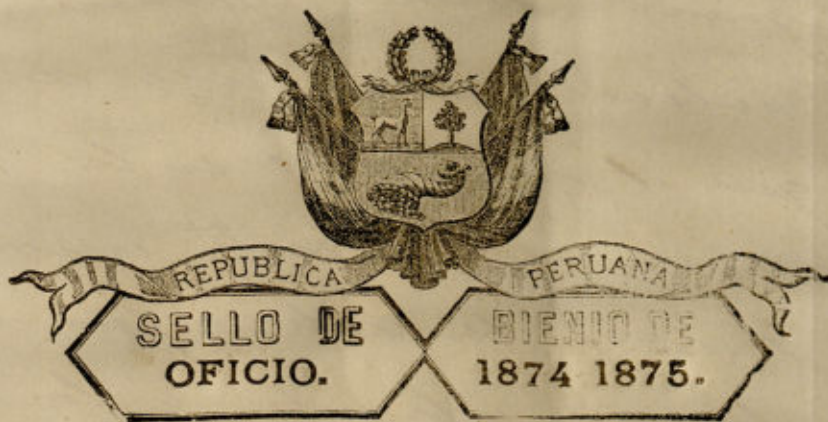 REPUBLICA PERUANA
SELLO DE
OFICIO.
BIENIO DE
1874 1875.